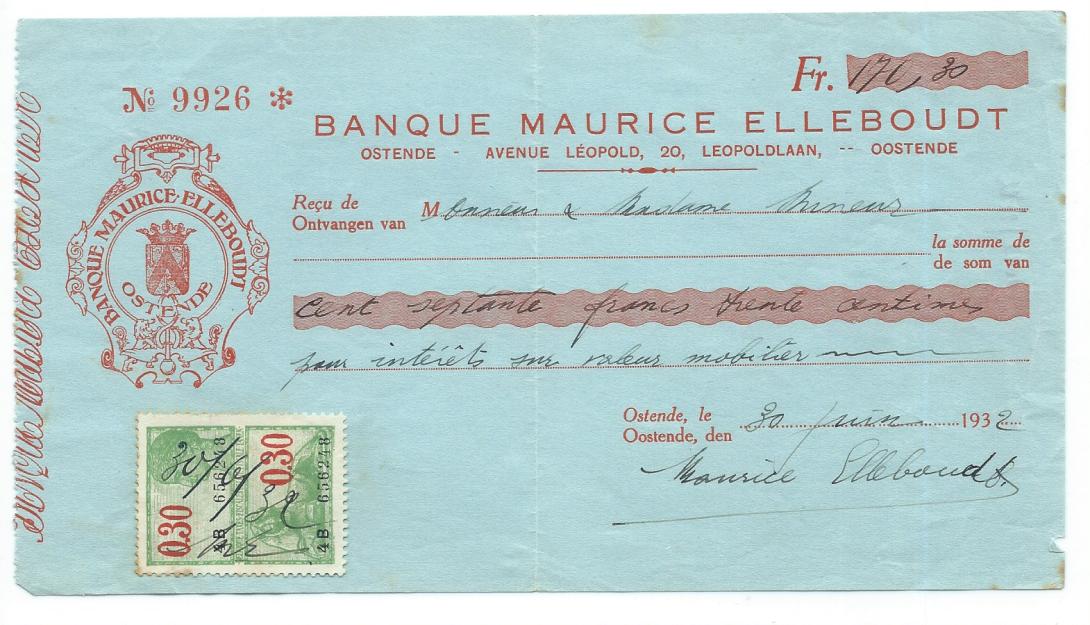 Fr. 170,30
№ 9926 *
BANQUE MAURICE ELLEBOUDT
OSTENDE - AVENUE LÉOPOLD, 20, LEOPOLDLAAN, -- OOSTENDE
Reçu de
Ontvangen van
Monsieur & Madame
la somme de
de som van
cent septante francs trente centimes
pour intérêts sur valeur mobilier
BANQUE MAURICE·ELLEBOUDT
OSTENDE
Ostende, le
Oostende, den
30 juin 1932
Maurice Elleboudt
30/6/32
0.30
4B 656248
0.30
4B 656248